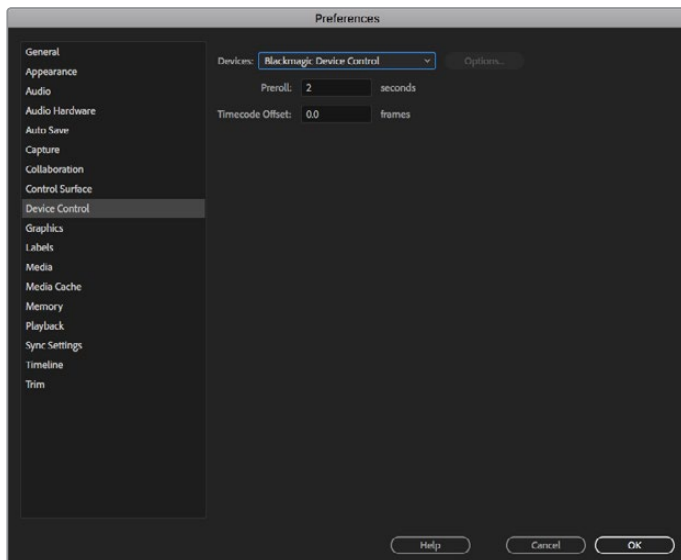 Preferences
General
Appearance
Audio
Audio Hardware
Auto Save
Capture
Collaboration
Control Surface
Device Control
Graphics
Labels
Media
Media Cache
Memory
Playback
Sync Settings
Timeline
Trim
Devices: Blackmagic Device Control Options...
Preroll: 2 seconds
Timecode Offset: 0.0 frames
Help Cancel OK